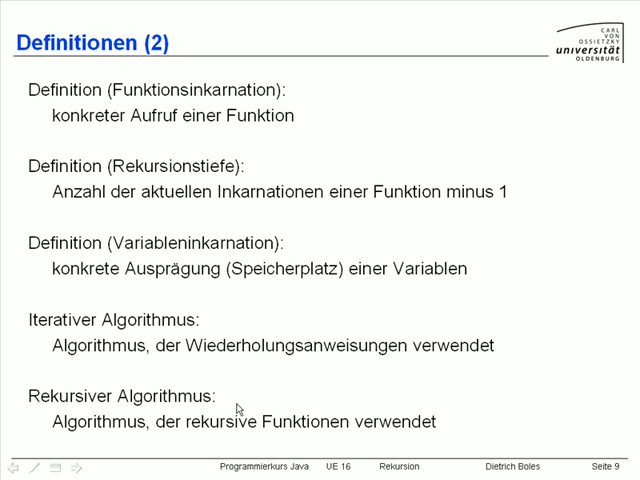 Definitionen (2)
CARL
VON
OSSIETZKY
universität
OLDENBURG
Definition (Funktionsinkarnation):
konkreter Aufruf einer Funktion
Definition (Rekursionstiefe):
Anzahl der aktuellen Inkarnationen einer Funktion minus 1
Definition (Variableninkarnation):
konkrete Ausprägung (Speicherplatz) einer Variablen
Iterativer Algorithmus:
Algorithmus, der Wiederholungsanweisungen verwendet
Rekursiver Algorithmus:
Algorithmus, der rekursive Funktionen verwendet
Programmierkurs Java UE 16 Rekursion Dietrich Boles Seite 9